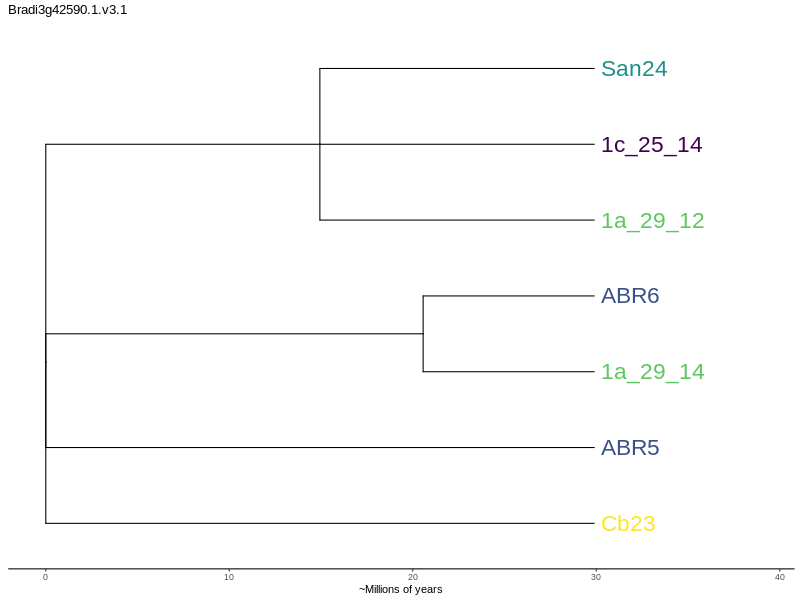 Bradi3g42590.1.v3.1
San24
1c_25_14
1a_29_12
ABR6
1a_29_14
ABR5
Cb23
0 10 20 30 40
~Millions of years